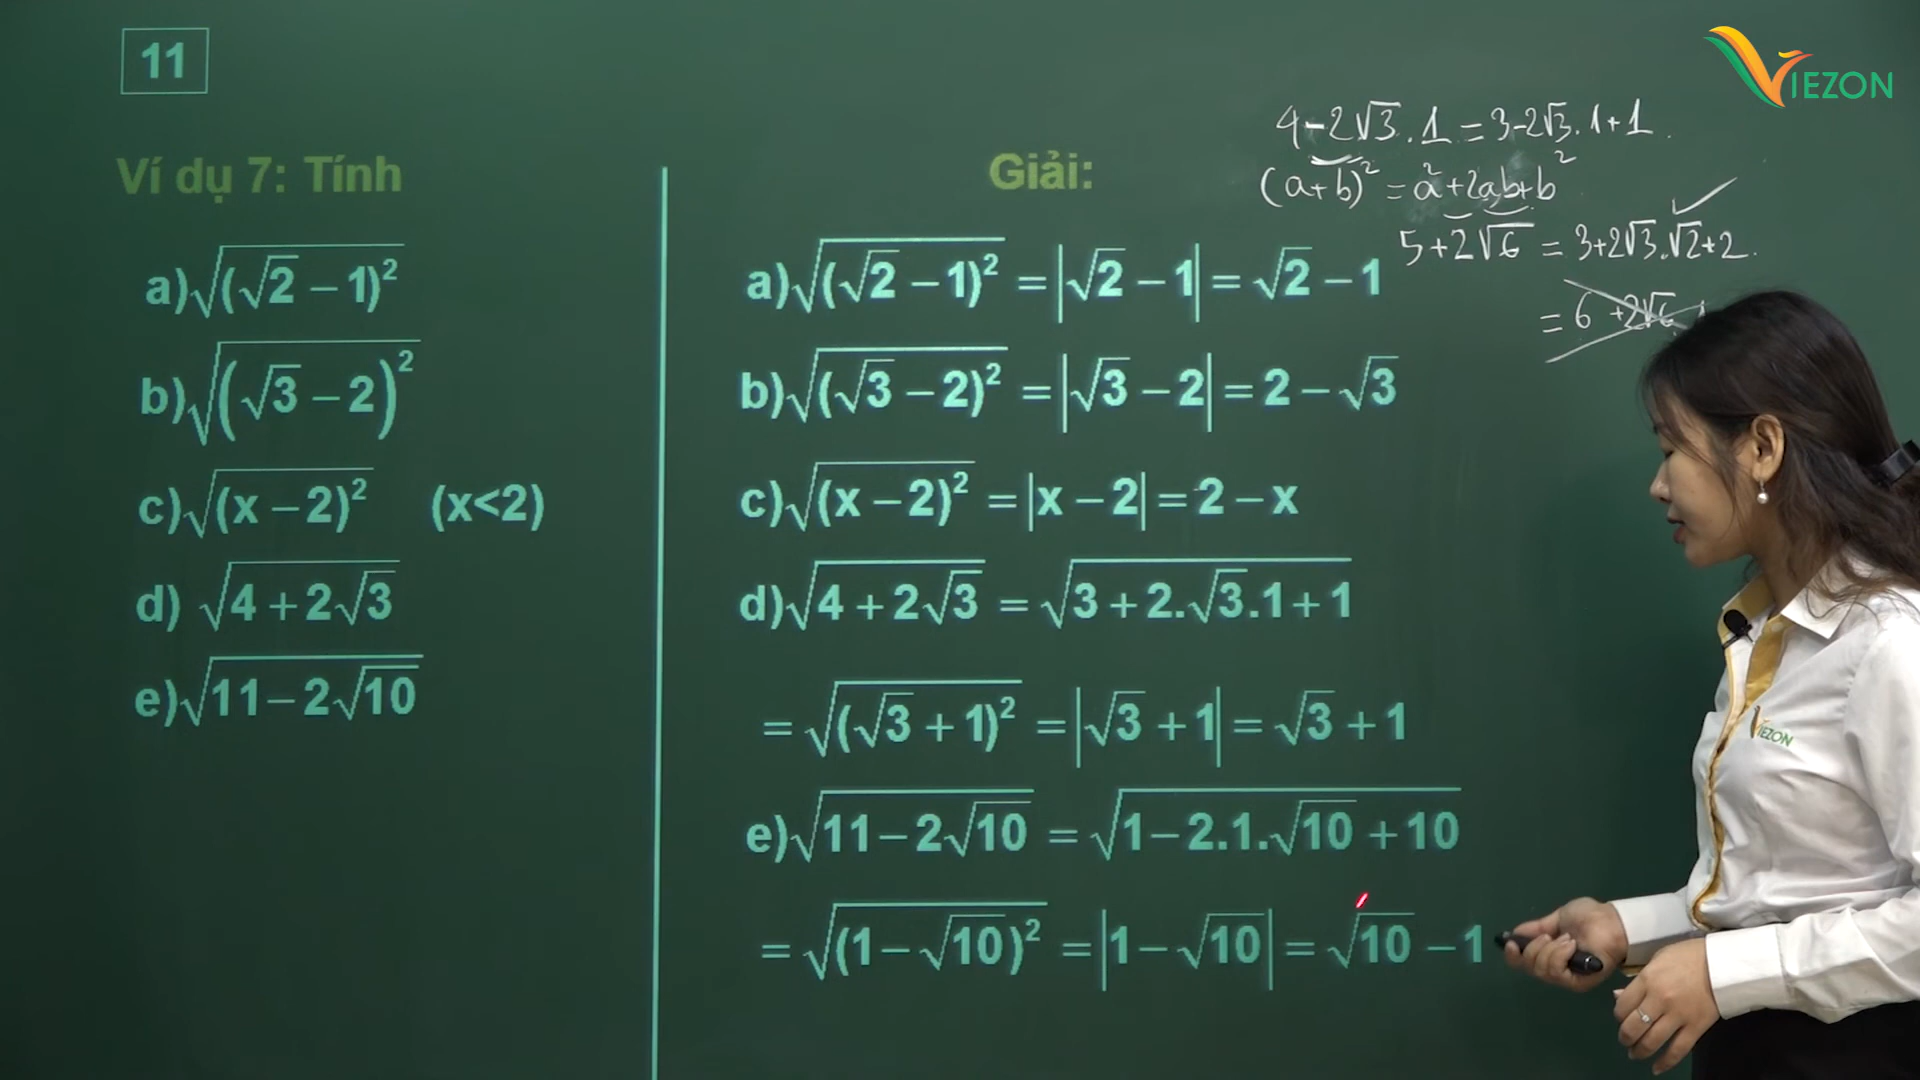 11
VIEZON
4-2√3.1=3-2√3.1+1.
(a+b)²=a²+2ab+b²
5+2√6=3+2√3.√2+2.
=6+2√6
Ví dụ 7: Tính
a)√((√2-1)²)
b)√((√3-2)²)
c)√((x-2)²) (x<2)
d) √(4+2√3)
e)√(11-2√10)
Giải:
a)√((√2-1)²)=|√2-1|=√2-1
b)√((√3-2)²)=|√3-2|=2-√3
c)√((x-2)²)=|x-2|=2-x
d)√(4+2√3)=√(3+2.√3.1+1)
=√((√3+1)²)=|√3+1|=√3+1
e)√(11-2√10)=√(1-2.1.√10+10)
=√((1-√10)²)=|1-√10|=√10-1
VIEZON